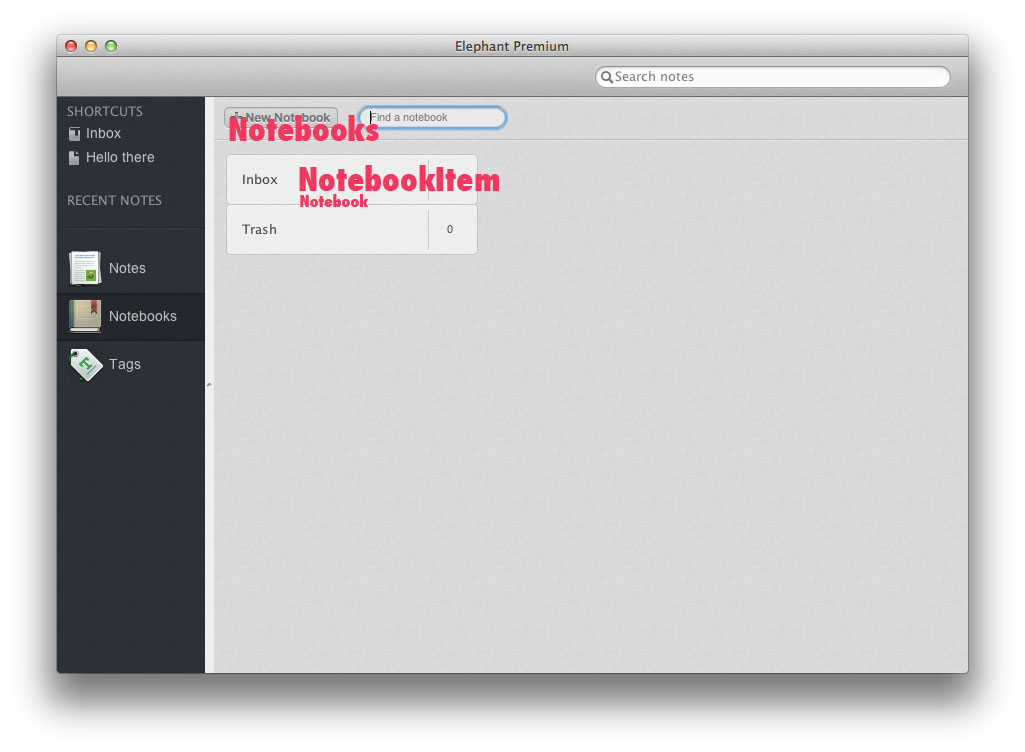 Elephant Premium
Search notes
SHORTCUTS
Inbox
Hello there
RECENT NOTES
Notes
Notebooks
Tags
New Notebook
Find a notebook
Notebooks
Inbox
NotebookItem
Notebook
Trash
0